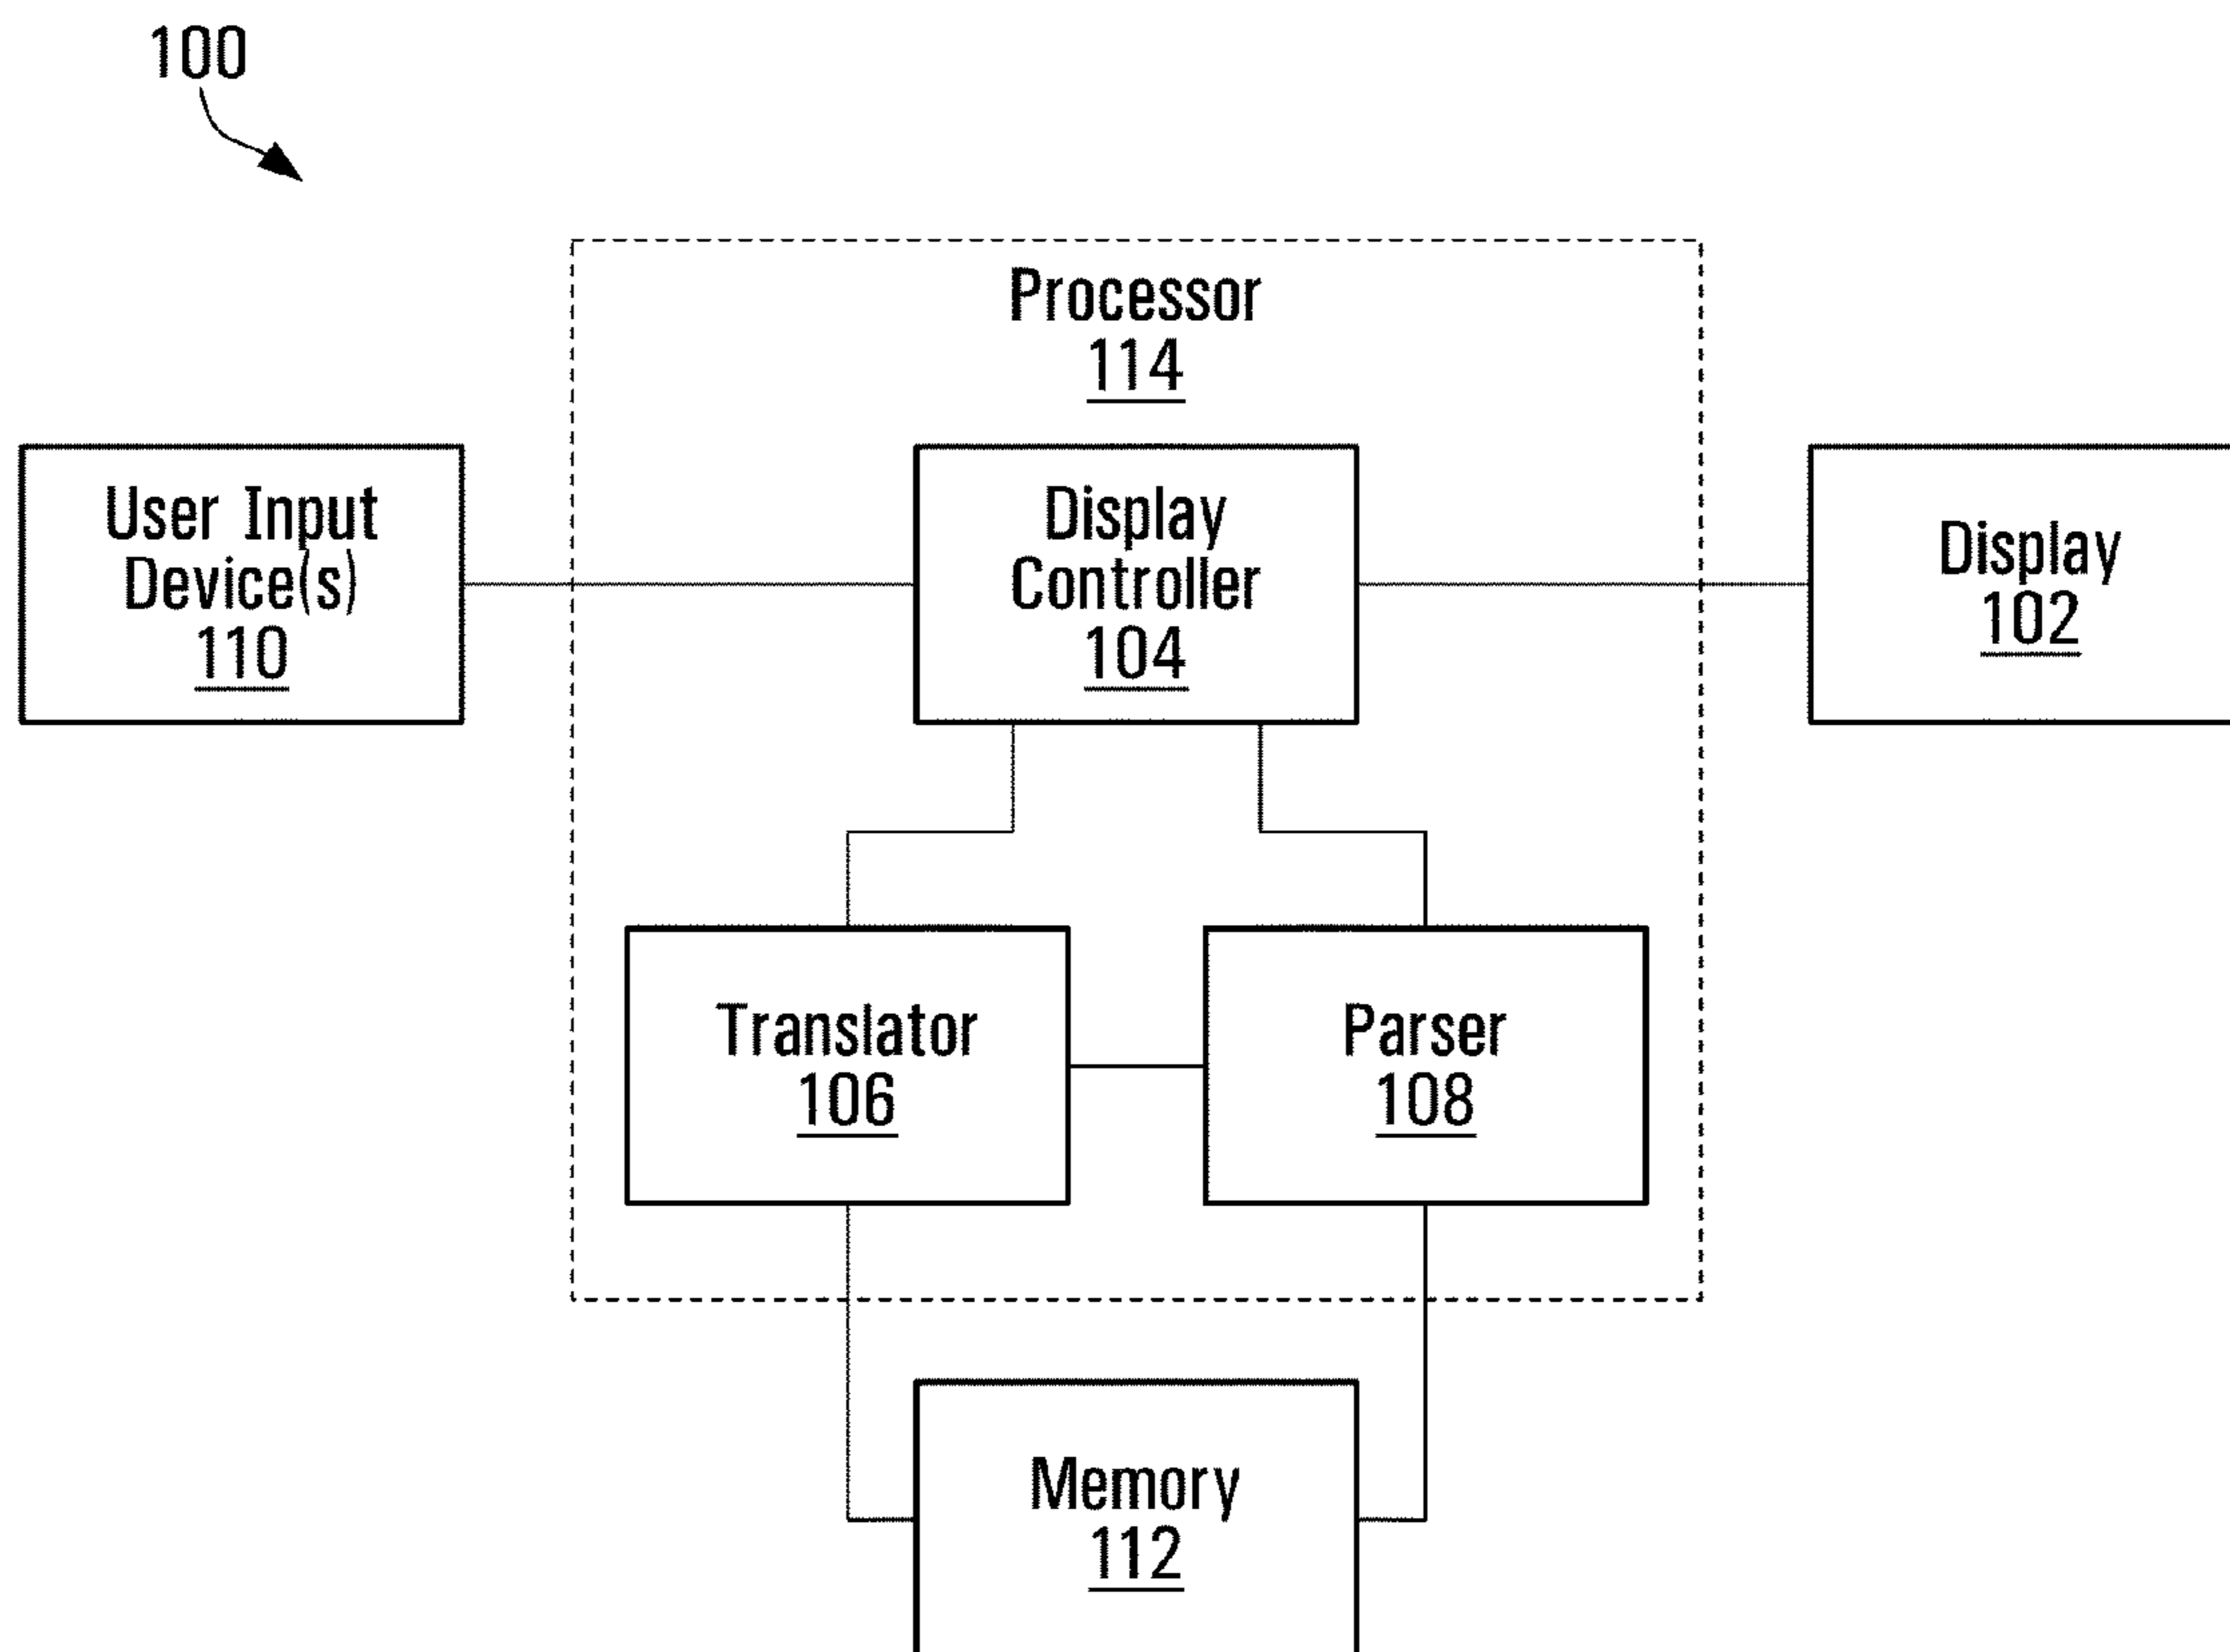 100
Processor
114
User Input
Device(s)
110
Display
Controller
104
Display
102
Translator
106
Parser
108
Memory
112